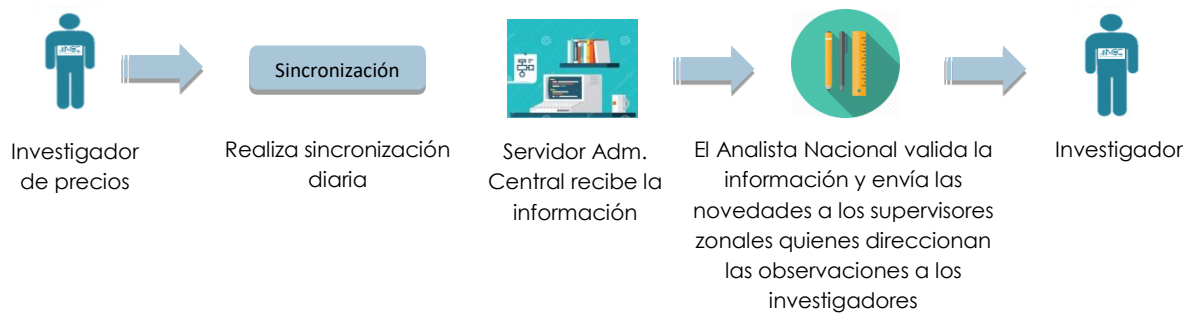 Sincronización
Investigador
de precios
Realiza sincronización
diaria
Servidor Adm.
Central recibe la
información
El Analista Nacional valida la
información y envía las
novedades a los supervisores
zonales quienes direccionan
las observaciones a los
investigadores
Investigador